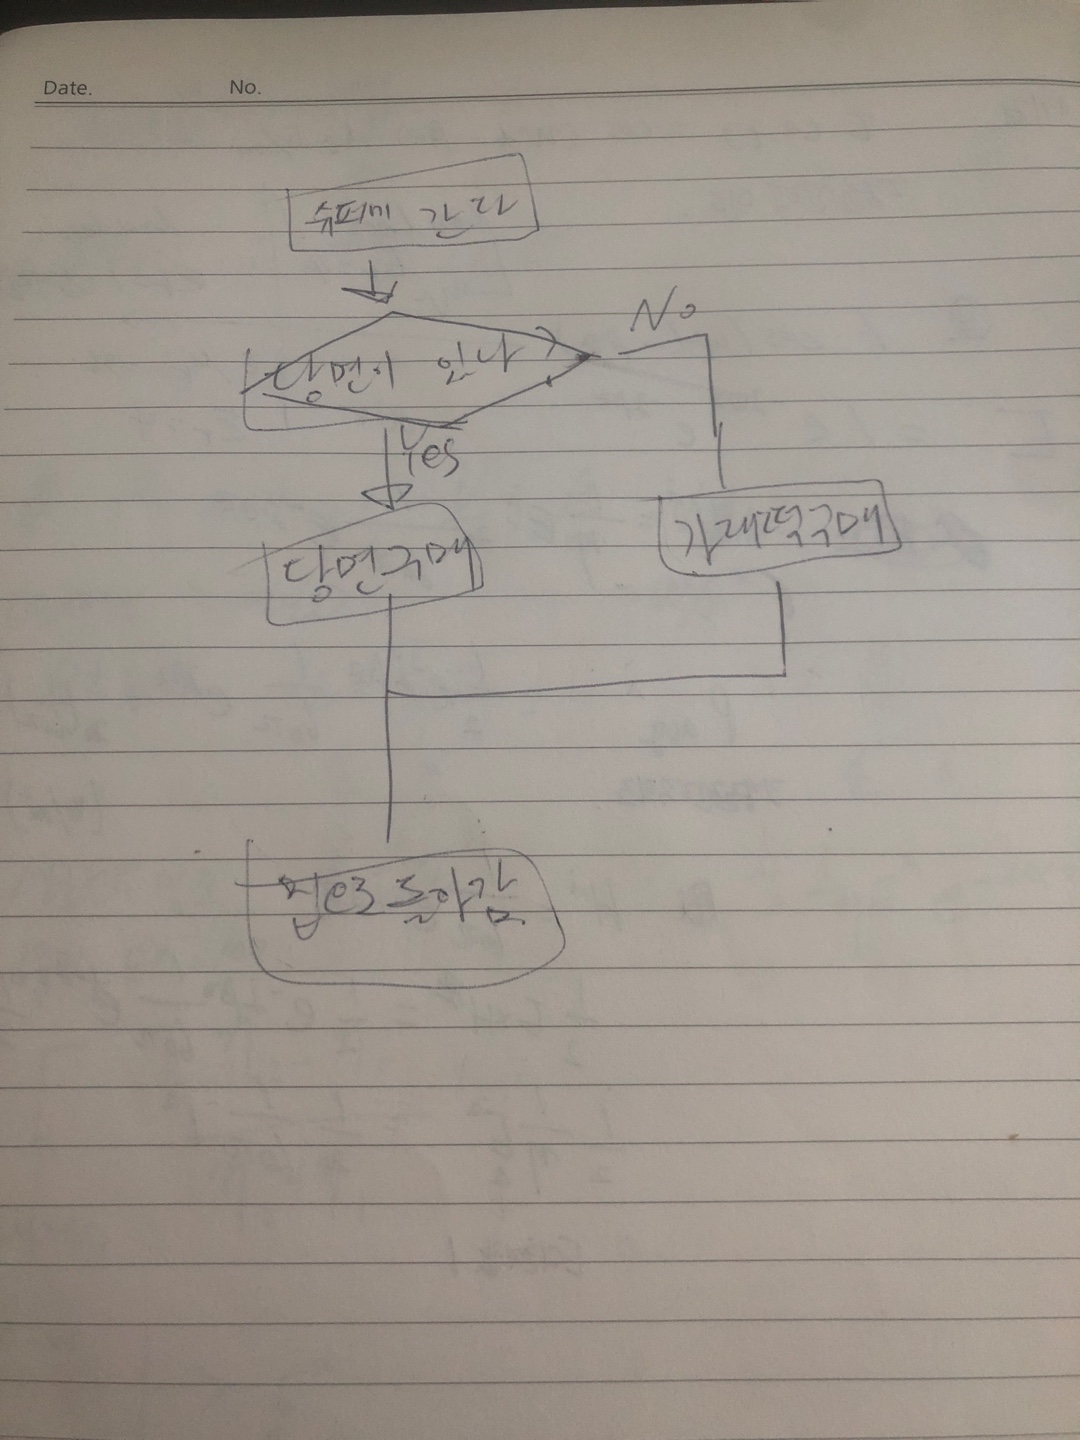 Date. No.
슈퍼에 간다
No
당면이 있나?
Yes
당면구매
가래떡구매
집으로 돌아감